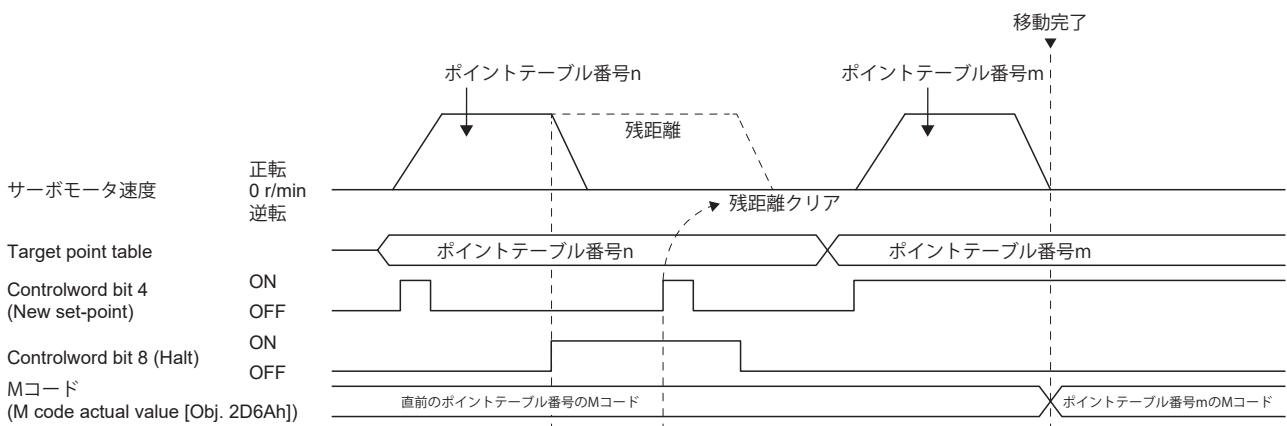 移動完了
ポイントテーブル番号n
ポイントテーブル番号m
残距離
サーボモータ速度
正転
0 r/min
逆転
残距離クリア
Target point table
ポイントテーブル番号n
ポイントテーブル番号m
Controlword bit 4
(New set-point)
ON
OFF
Controlword bit 8 (Halt)
ON
OFF
Mコード
(M code actual value [Obj. 2D6Ah])
直前のポイントテーブル番号のMコード
ポイントテーブル番号mのMコード